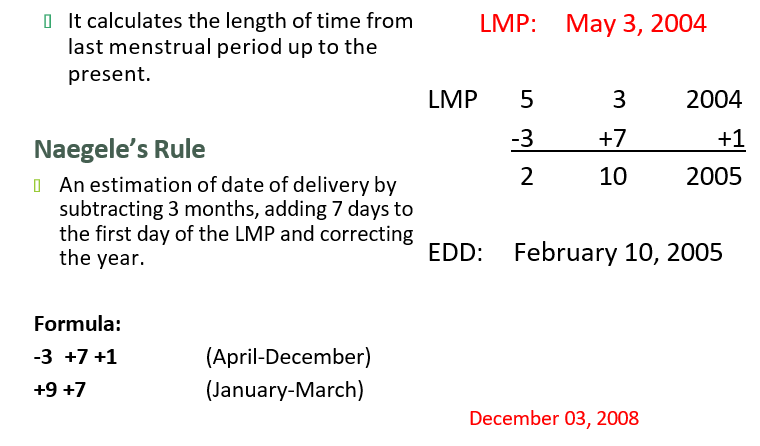 It calculates the length of time from
last menstrual period up to the
present.
Naegele’s Rule
An estimation of date of delivery by
subtracting 3 months, adding 7 days to
the first day of the LMP and correcting
the year.
Formula:
-3 +7 +1 (April-December)
+9 +7 (January-March)
LMP: May 3, 2004
LMP 5 3 2004
-3 +7 +1
2 10 2005
EDD: February 10, 2005
December 03, 2008